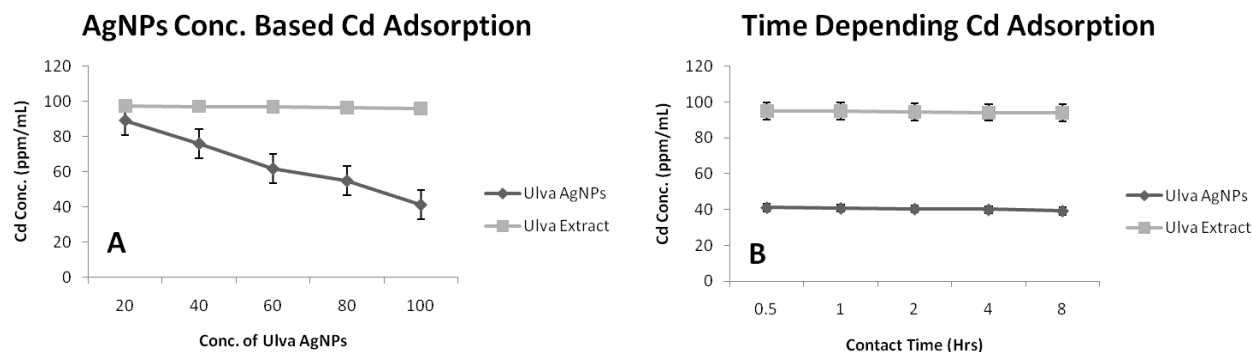 AgNPs Conc. Based Cd Adsorption
120
100
80
60
40
20
0
Cd Conc. (ppm/mL)
A
20 40 60 80 100
Conc. of Ulva AgNPs
Ulva AgNPs
Ulva Extract
Time Depending Cd Adsorption
120
100
80
60
40
20
0
Cd Conc. (ppm/mL)
B
0.5 1 2 4 8
Contact Time (Hrs)
Ulva AgNPs
Ulva Extract